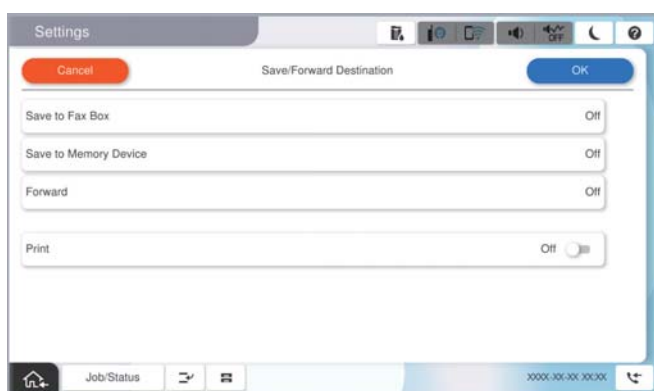 Settings
OFF
Cancel
Save/Forward Destination
OK
Save to Fax Box
Off
Save to Memory Device
Off
Forward
Off
Print
Off
Job/Status